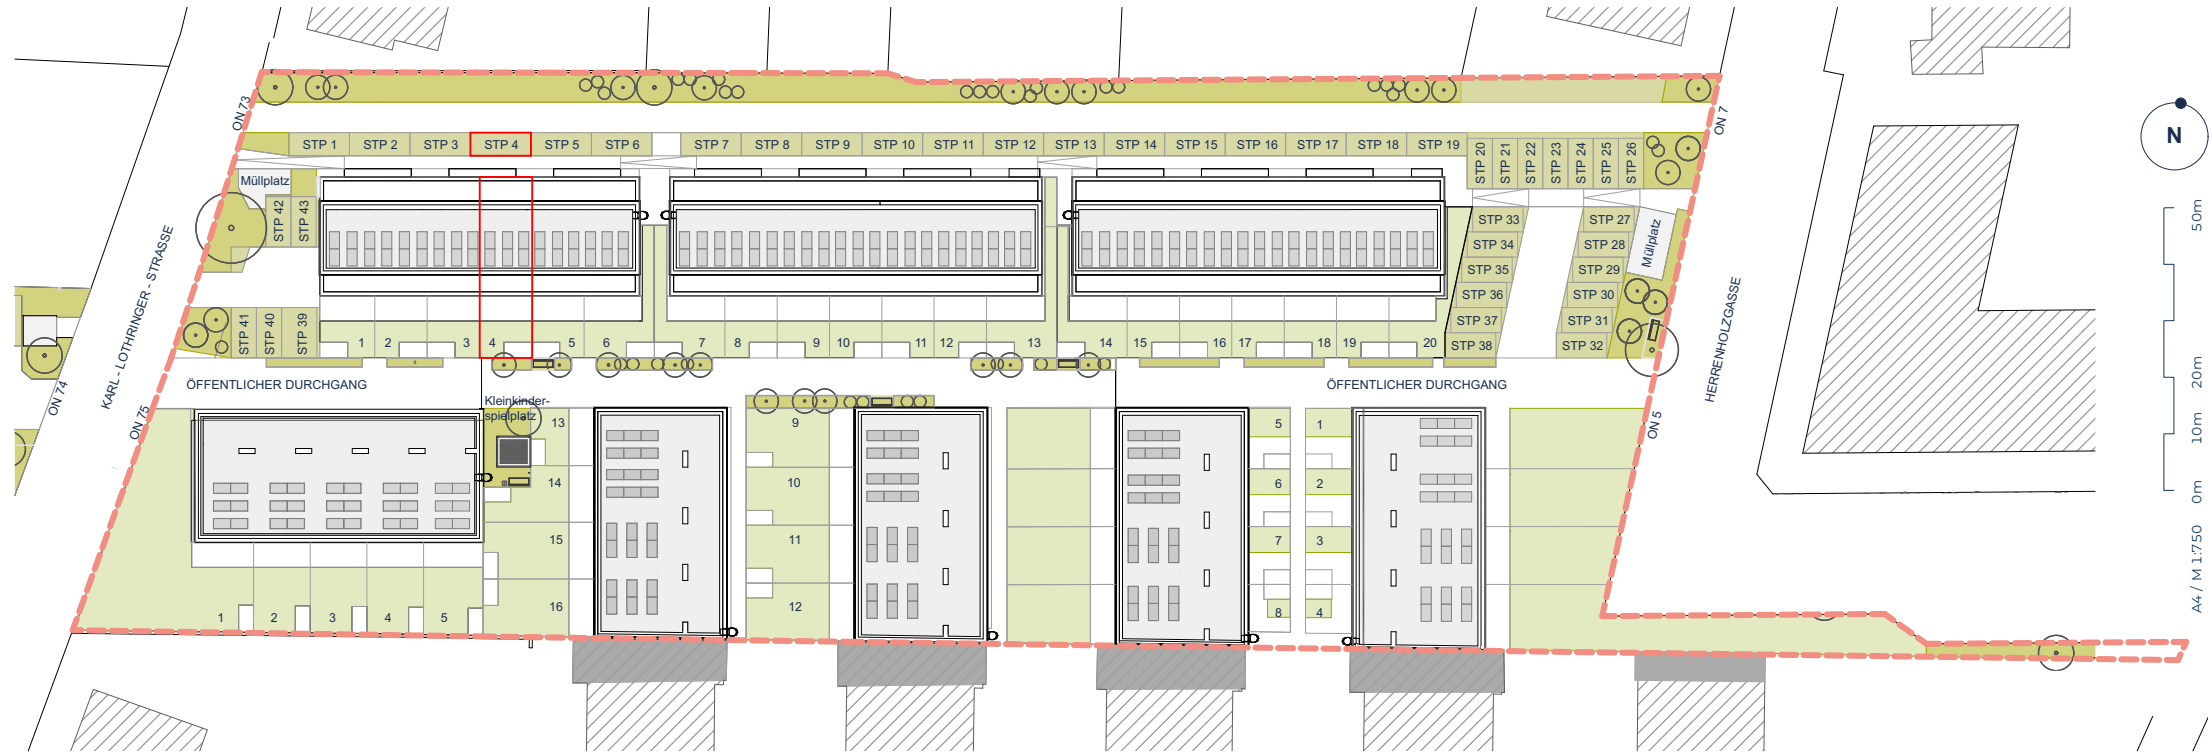 ON 73
ON 7
N
STP 1 STP 2 STP 3 STP 4 STP 5 STP 6 STP 7 STP 8 STP 9 STP 10 STP 11 STP 12 STP 13 STP 14 STP 15 STP 16 STP 17 STP 18 STP 19
STP 20
STP 21
STP 22
STP 23
STP 24
STP 25
STP 26
Müllplatz
STP 42
STP 43
STP 33
STP 34
STP 35
STP 36
STP 37
STP 38
STP 27
STP 28
STP 29
STP 30
STP 31
STP 32
Müllplatz
KARL - LOTHRINGER - STRASSE
HERRENHOLZGASSE
STP 41
STP 40
STP 39
1 2 3 4 5 6 7 8 9 10 11 12 13 14 15 16 17 18 19 20
ÖFFENTLICHER DURCHGANG
ÖFFENTLICHER DURCHGANG
ON 74
ON 75
ON 5
Kleinkinder-
spielplatz
13
14
15
16
9
10
11
12
5
6
7
8
1
2
3
4
1 2 3 4 5
50m
20m
10m
0m
A4 / M 1:750